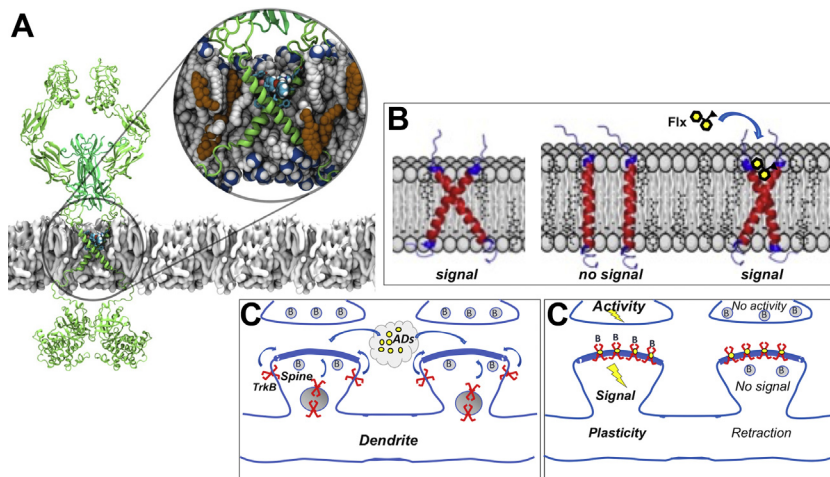 A
B
Flx
signal
no signal
signal
C
B B B
B B B
ADs
B B
B B
TrkB
Spine
Dendrite
C
Activity
No activity
B B B
B B B B
B B
Signal
No signal
Plasticity
Retraction